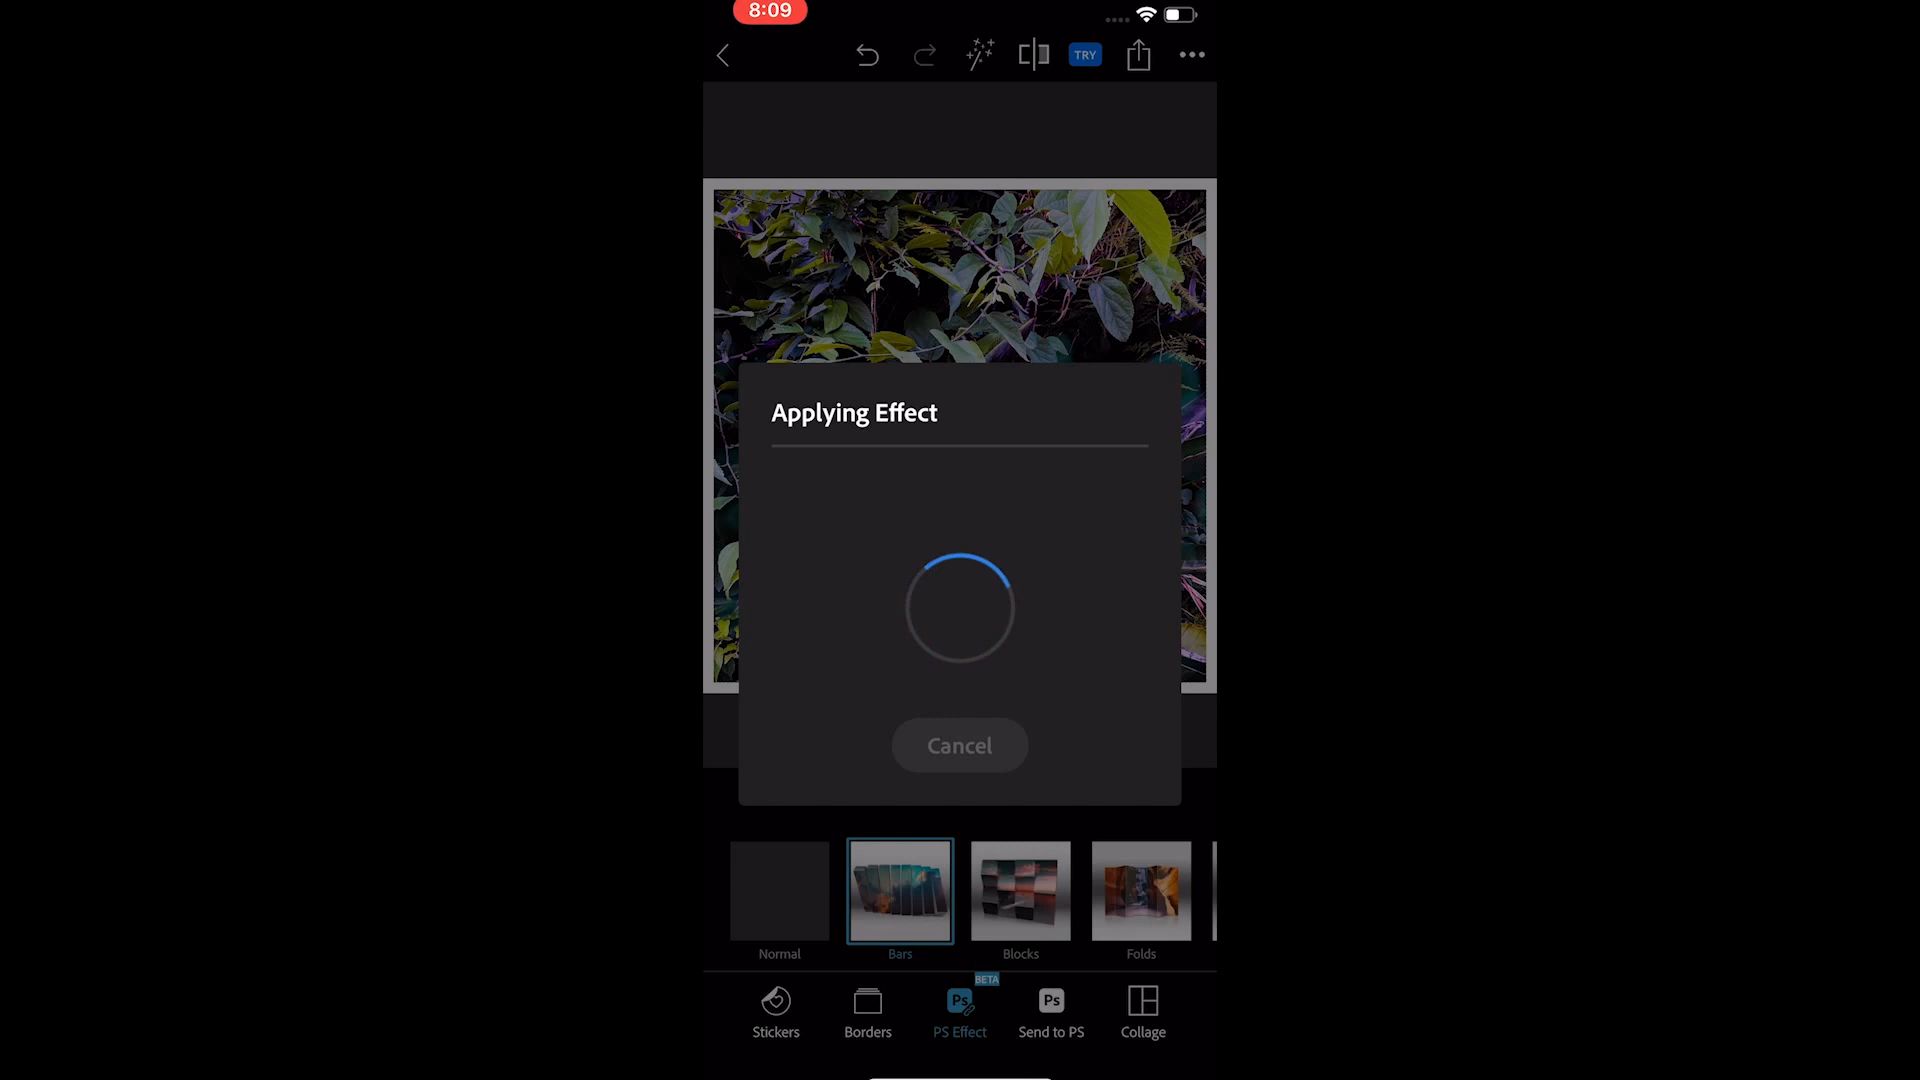 8:09
TRY
Applying Effect
Cancel
Normal
Bars
Blocks
Folds
BETA
Ps
Ps
Stickers
Borders
PS Effect
Send to PS
Collage